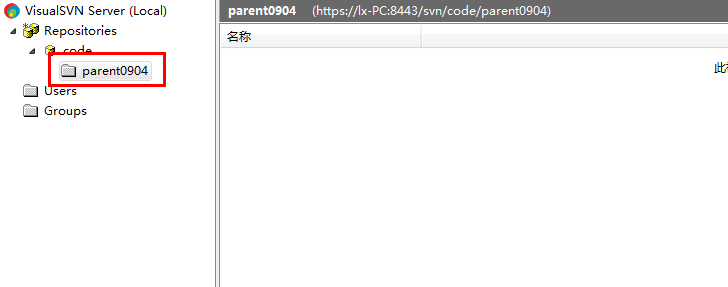 VisualSVN Server (Local)
Repositories
code
parent0904
Users
Groups
parent0904 (https://lx-PC:8443/svn/code/parent0904)
名称
此